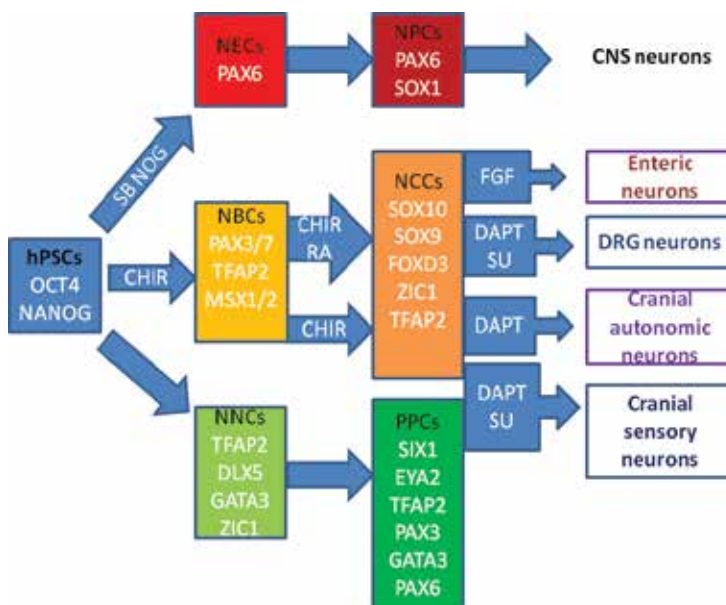 NECs
PAX6
NPCs
PAX6
SOX1
CNS neurons
SB NOG
hPSCs
OCT4
NANOG
CHIR
NBCs
PAX3/7
TFAP2
MSX1/2
CHIR
RA
CHIR
NCCs
SOX10
SOX9
FOXD3
ZIC1
TFAP2
FGF
Enteric
neurons
DAPT
SU
DRG neurons
DAPT
Cranial
autonomic
neurons
DAPT
SU
Cranial
sensory
neurons
NNCs
TFAP2
DLX5
GATA3
ZIC1
PPCs
SIX1
EYA2
TFAP2
PAX3
GATA3
PAX6